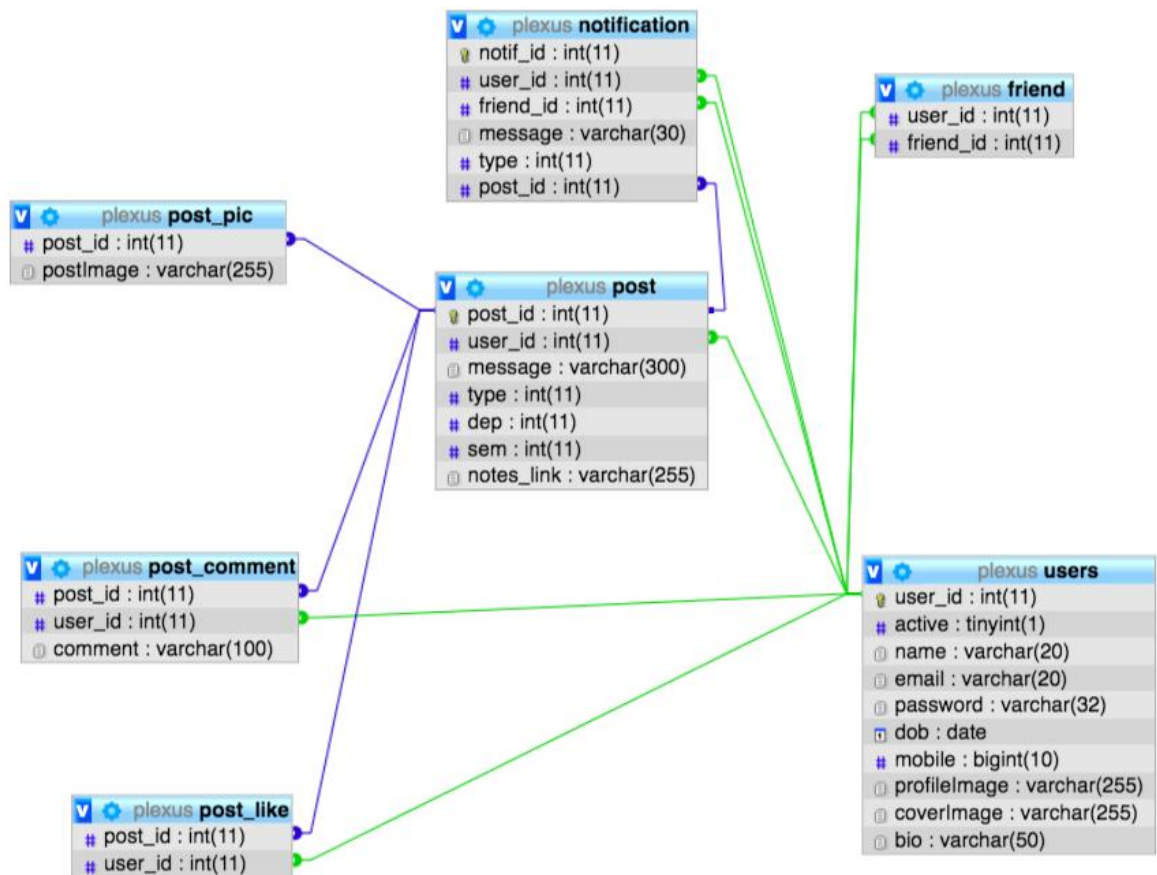 plexus notification
notif_id : int(11)
user_id : int(11)
friend_id : int(11)
message : varchar(30)
type : int(11)
post_id : int(11)
plexus friend
user_id : int(11)
friend_id : int(11)
plexus post_pic
post_id : int(11)
postImage : varchar(255)
plexus post
post_id : int(11)
user_id : int(11)
message : varchar(300)
type : int(11)
dep : int(11)
sem : int(11)
notes_link : varchar(255)
plexus post_comment
post_id : int(11)
user_id : int(11)
comment : varchar(100)
plexus users
user_id : int(11)
active : tinyint(1)
name : varchar(20)
email : varchar(20)
password : varchar(32)
dob : date
mobile : bigint(10)
profileImage : varchar(255)
coverImage : varchar(255)
bio : varchar(50)
plexus post_like
post_id : int(11)
user_id : int(11)